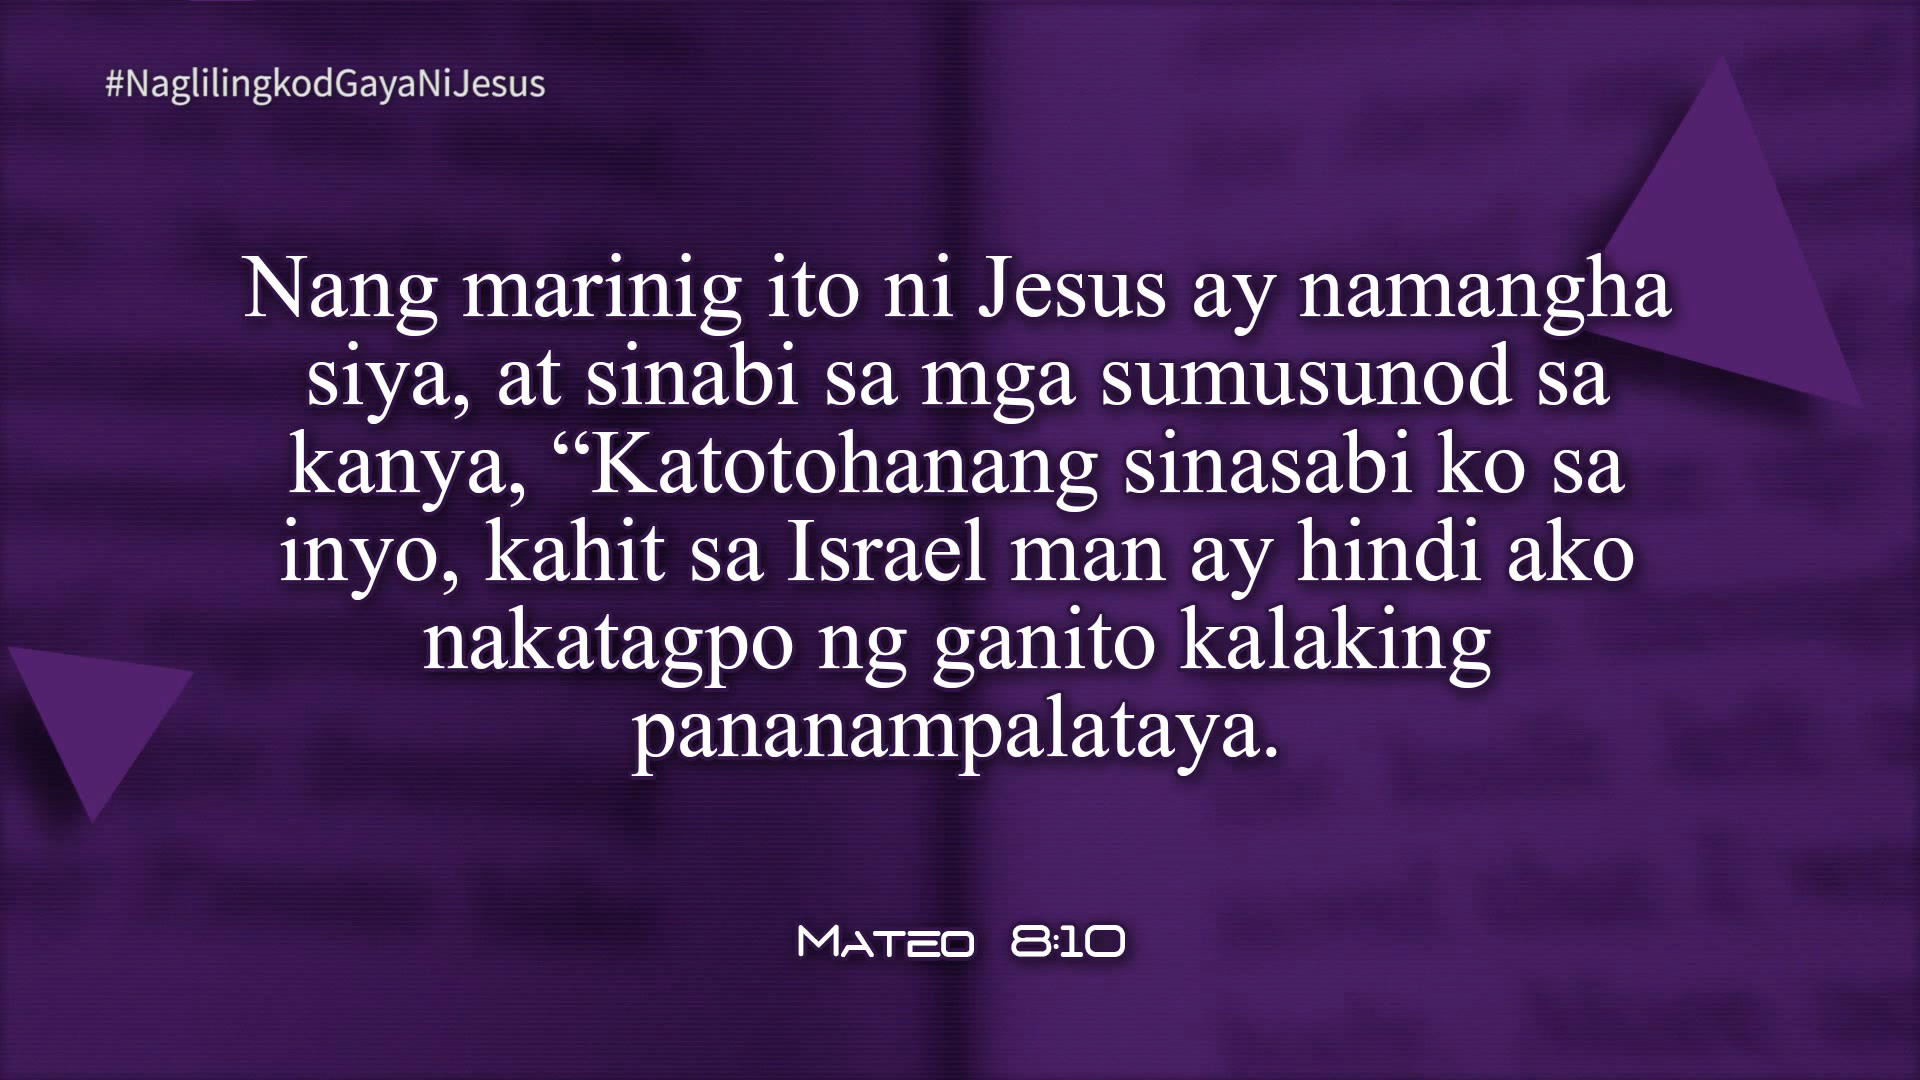 #NaglilingkodGayaNiJesus
Nang marinig ito ni Jesus ay namangha
siya, at sinabi sa mga sumusunod sa
kanya, “Katotohanang sinasabi ko sa
inyo, kahit sa Israel man ay hindi ako
nakatagpo ng ganito kalaking
pananampalataya.
Mateo 8:10